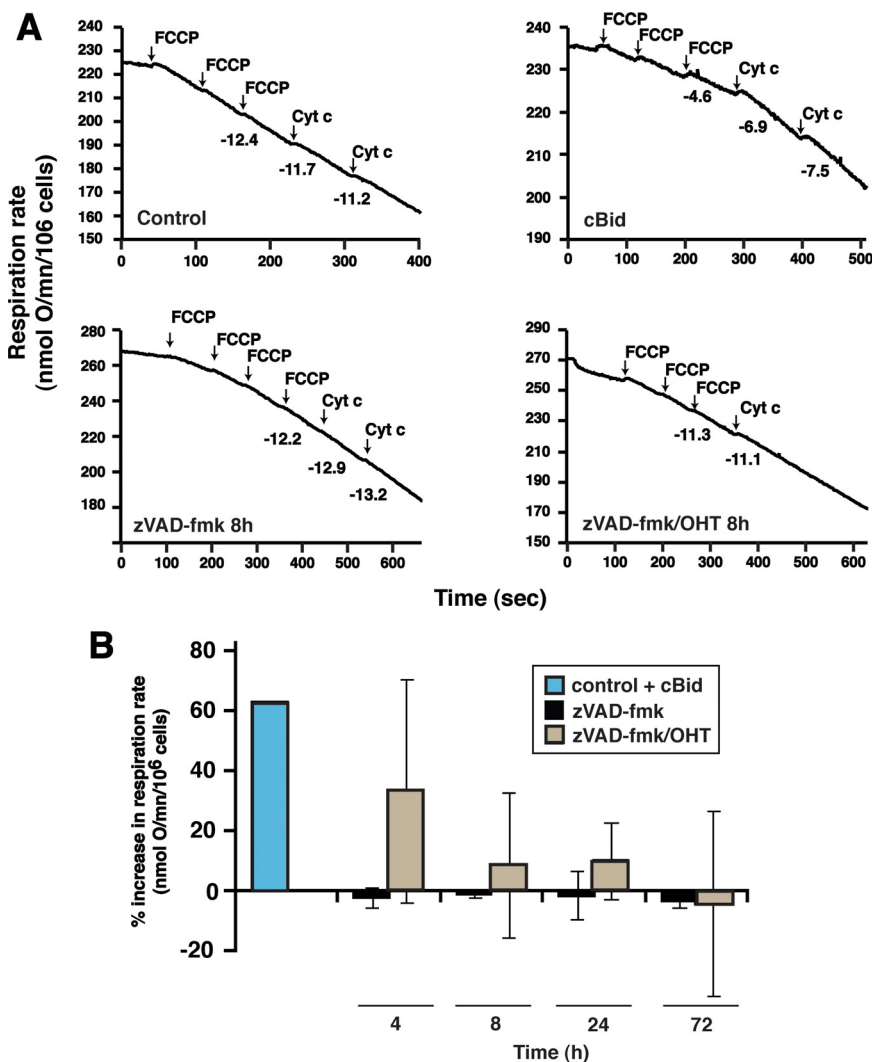 A
Respiration rate
(nmol O/mn/106 cells)
240
230
220
210
200
190
180
170
160
150
FCCP
FCCP
FCCP
Cyt c
Cyt c
-12.4
-11.7
-11.2
Control
0
100
200
300
400
240
230
220
210
200
190
FCCP
FCCP
FCCP
Cyt c
Cyt c
-4.6
-6.9
-7.5
cBid
0
100
200
300
400
500
280
260
240
220
200
180
FCCP
FCCP
FCCP
FCCP
Cyt c
Cyt c
-12.2
-12.9
-13.2
zVAD-fmk 8h
0
100
200
300
400
500
600
290
270
250
230
210
190
170
150
FCCP
FCCP
FCCP
Cyt c
-11.3
-11.1
zVAD-fmk/OHT 8h
0
100
200
300
400
500
600
Time (sec)
B
% increase in respiration rate
(nmol O/mn/10⁶ cells)
80
60
40
20
0
-20
control + cBid
zVAD-fmk
zVAD-fmk/OHT
4
8
24
72
Time (h)